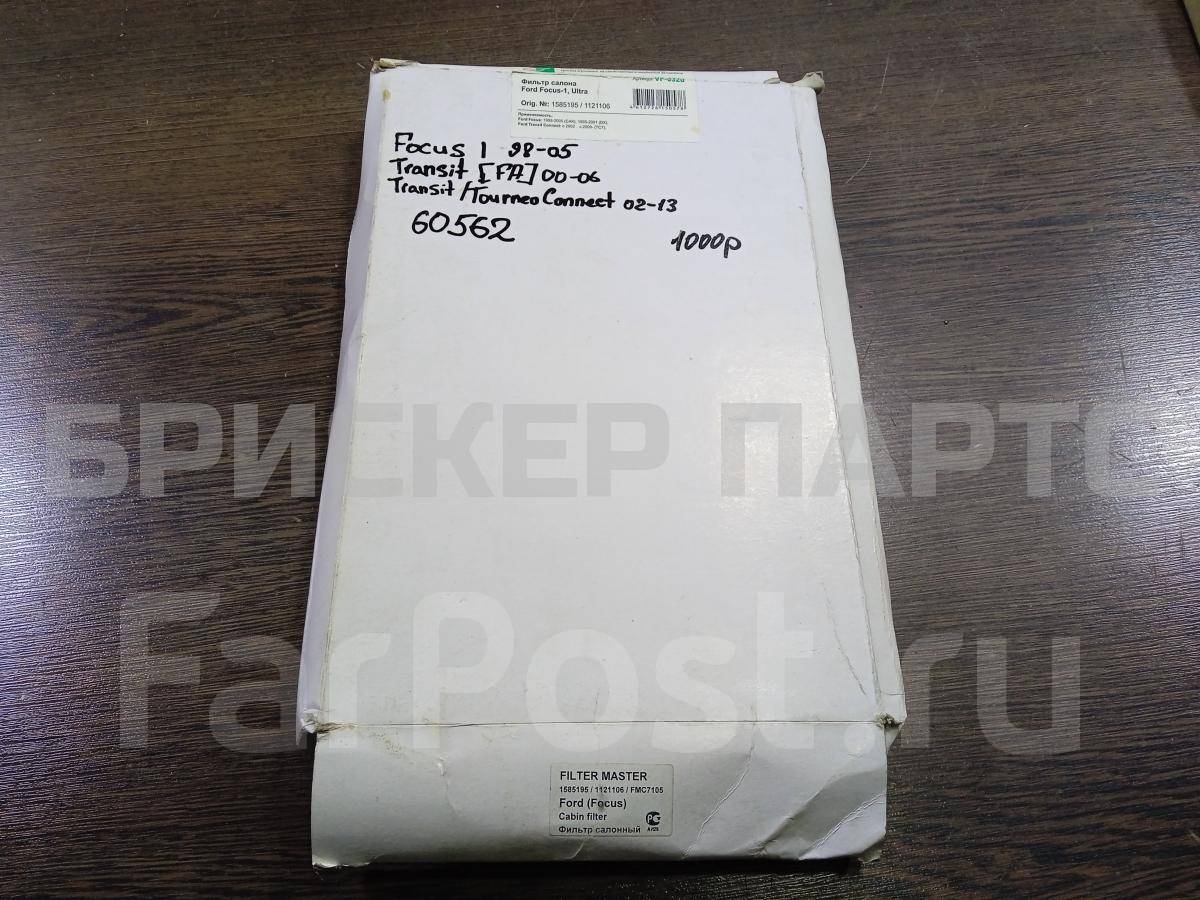 Фильтр салона
Ford Focus-1, Ultra
Orig. №: 1585195 / 1121106
Применяемость:
Артикул:
Focus 1 98-05
Transit [FA] 00-06
Transit/Tourneo Connect 02-13
60562
1000р
БРИСКЕР ПАРТС
FarPost.ru
FILTER MASTER
1585195 / 1121106 / FMC7105
Ford (Focus)
Cabin filter
Фильтр салонный